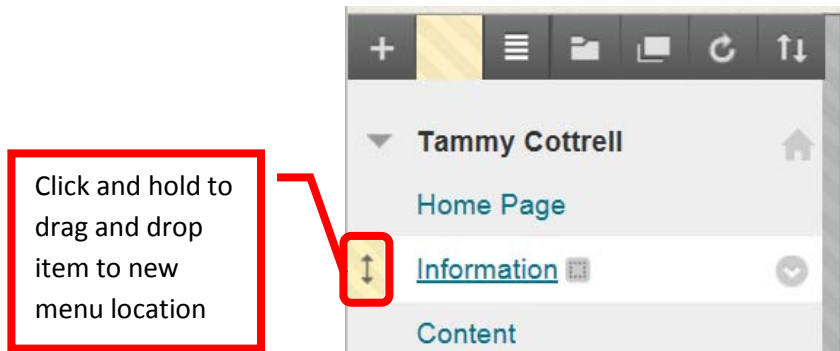 Tammy Cottrell
Click and hold to
drag and drop
item to new
menu location
Home Page
Information
Content